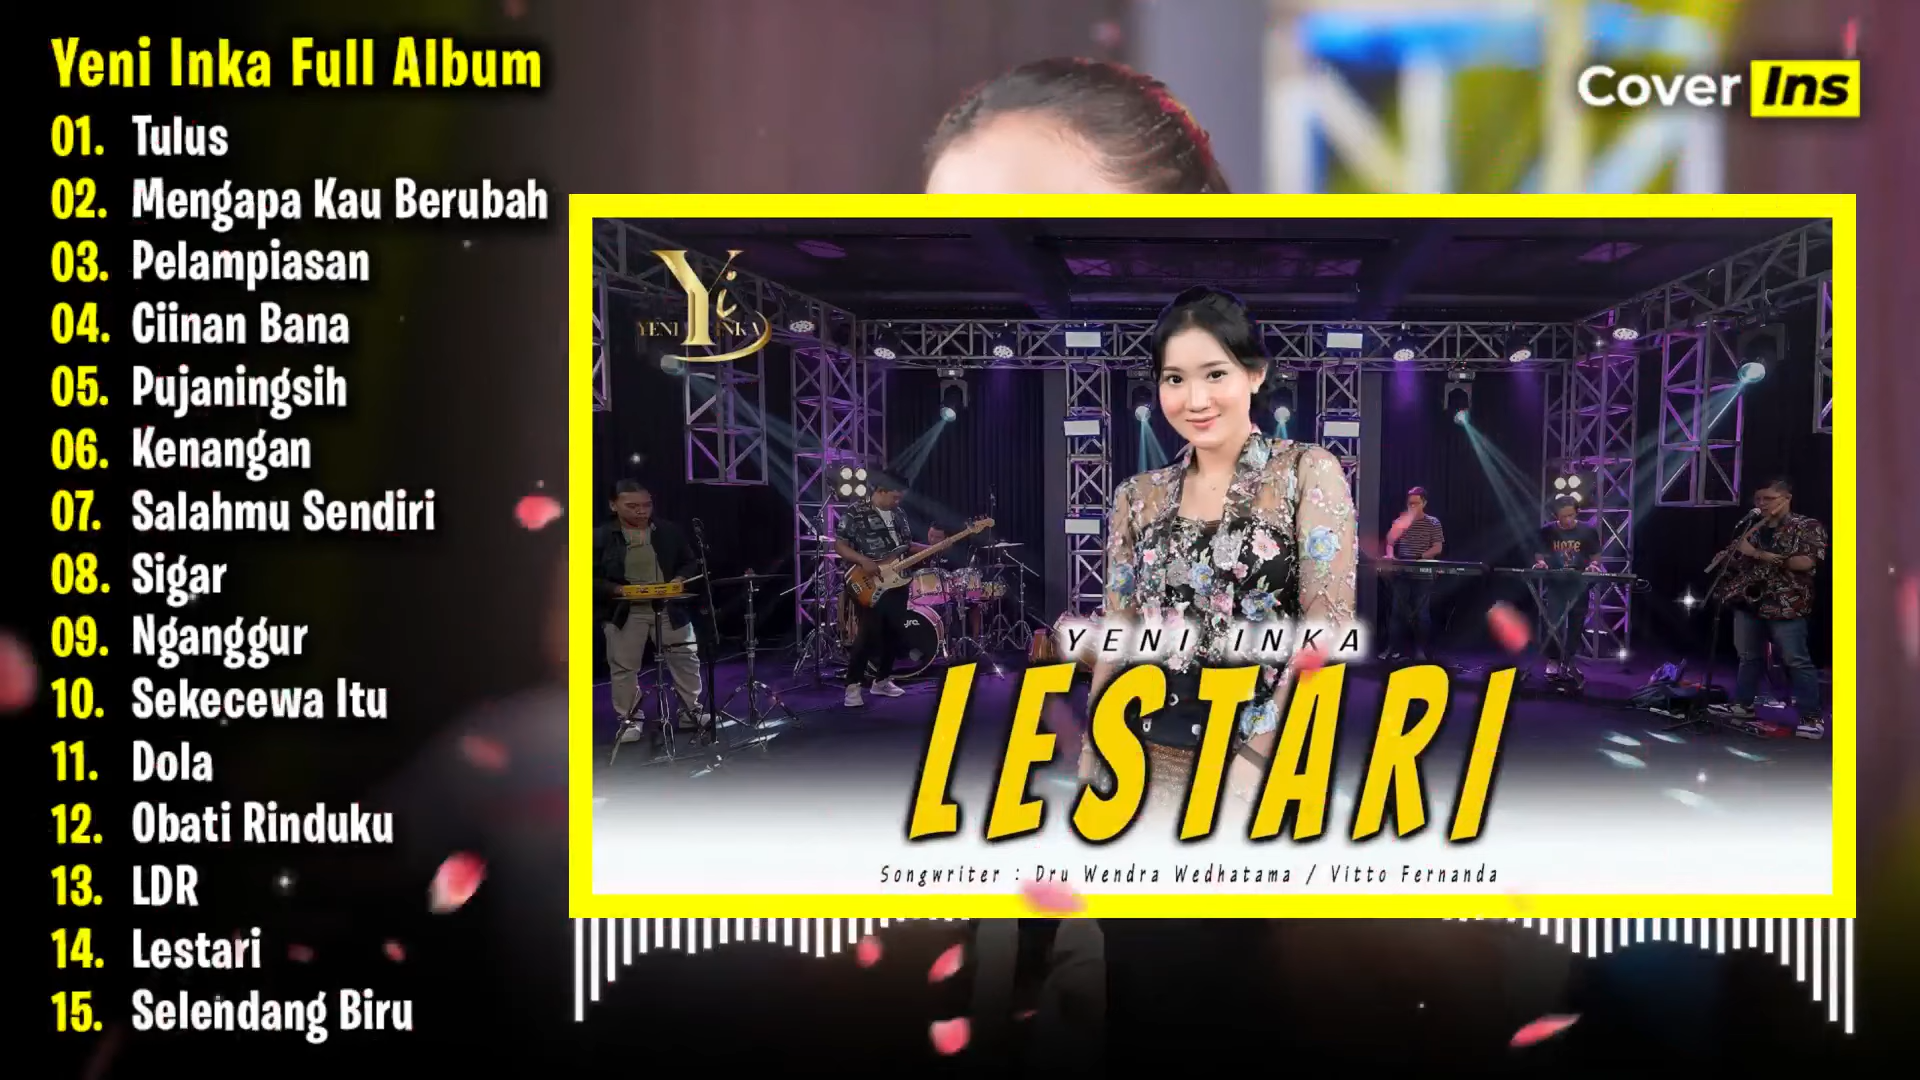 Yeni Inka Full Album
01. Tulus
02. Mengapa Kau Berubah
03. Pelampiasan
04. Ciinan Bana
05. Pujaningsih
06. Kenangan
07. Salahmu Sendiri
08. Sigar
09. Nganggur
10. Sekecewa Itu
11. Dola
12. Obati Rinduku
13. LDR
14. Lestari
15. Selendang Biru
Cover Ins
Yi
YENI INKA
HATE
YENI INKA
LESTARI
Songwriter : Dru Wendra Wedhatama / Vitto Fernanda